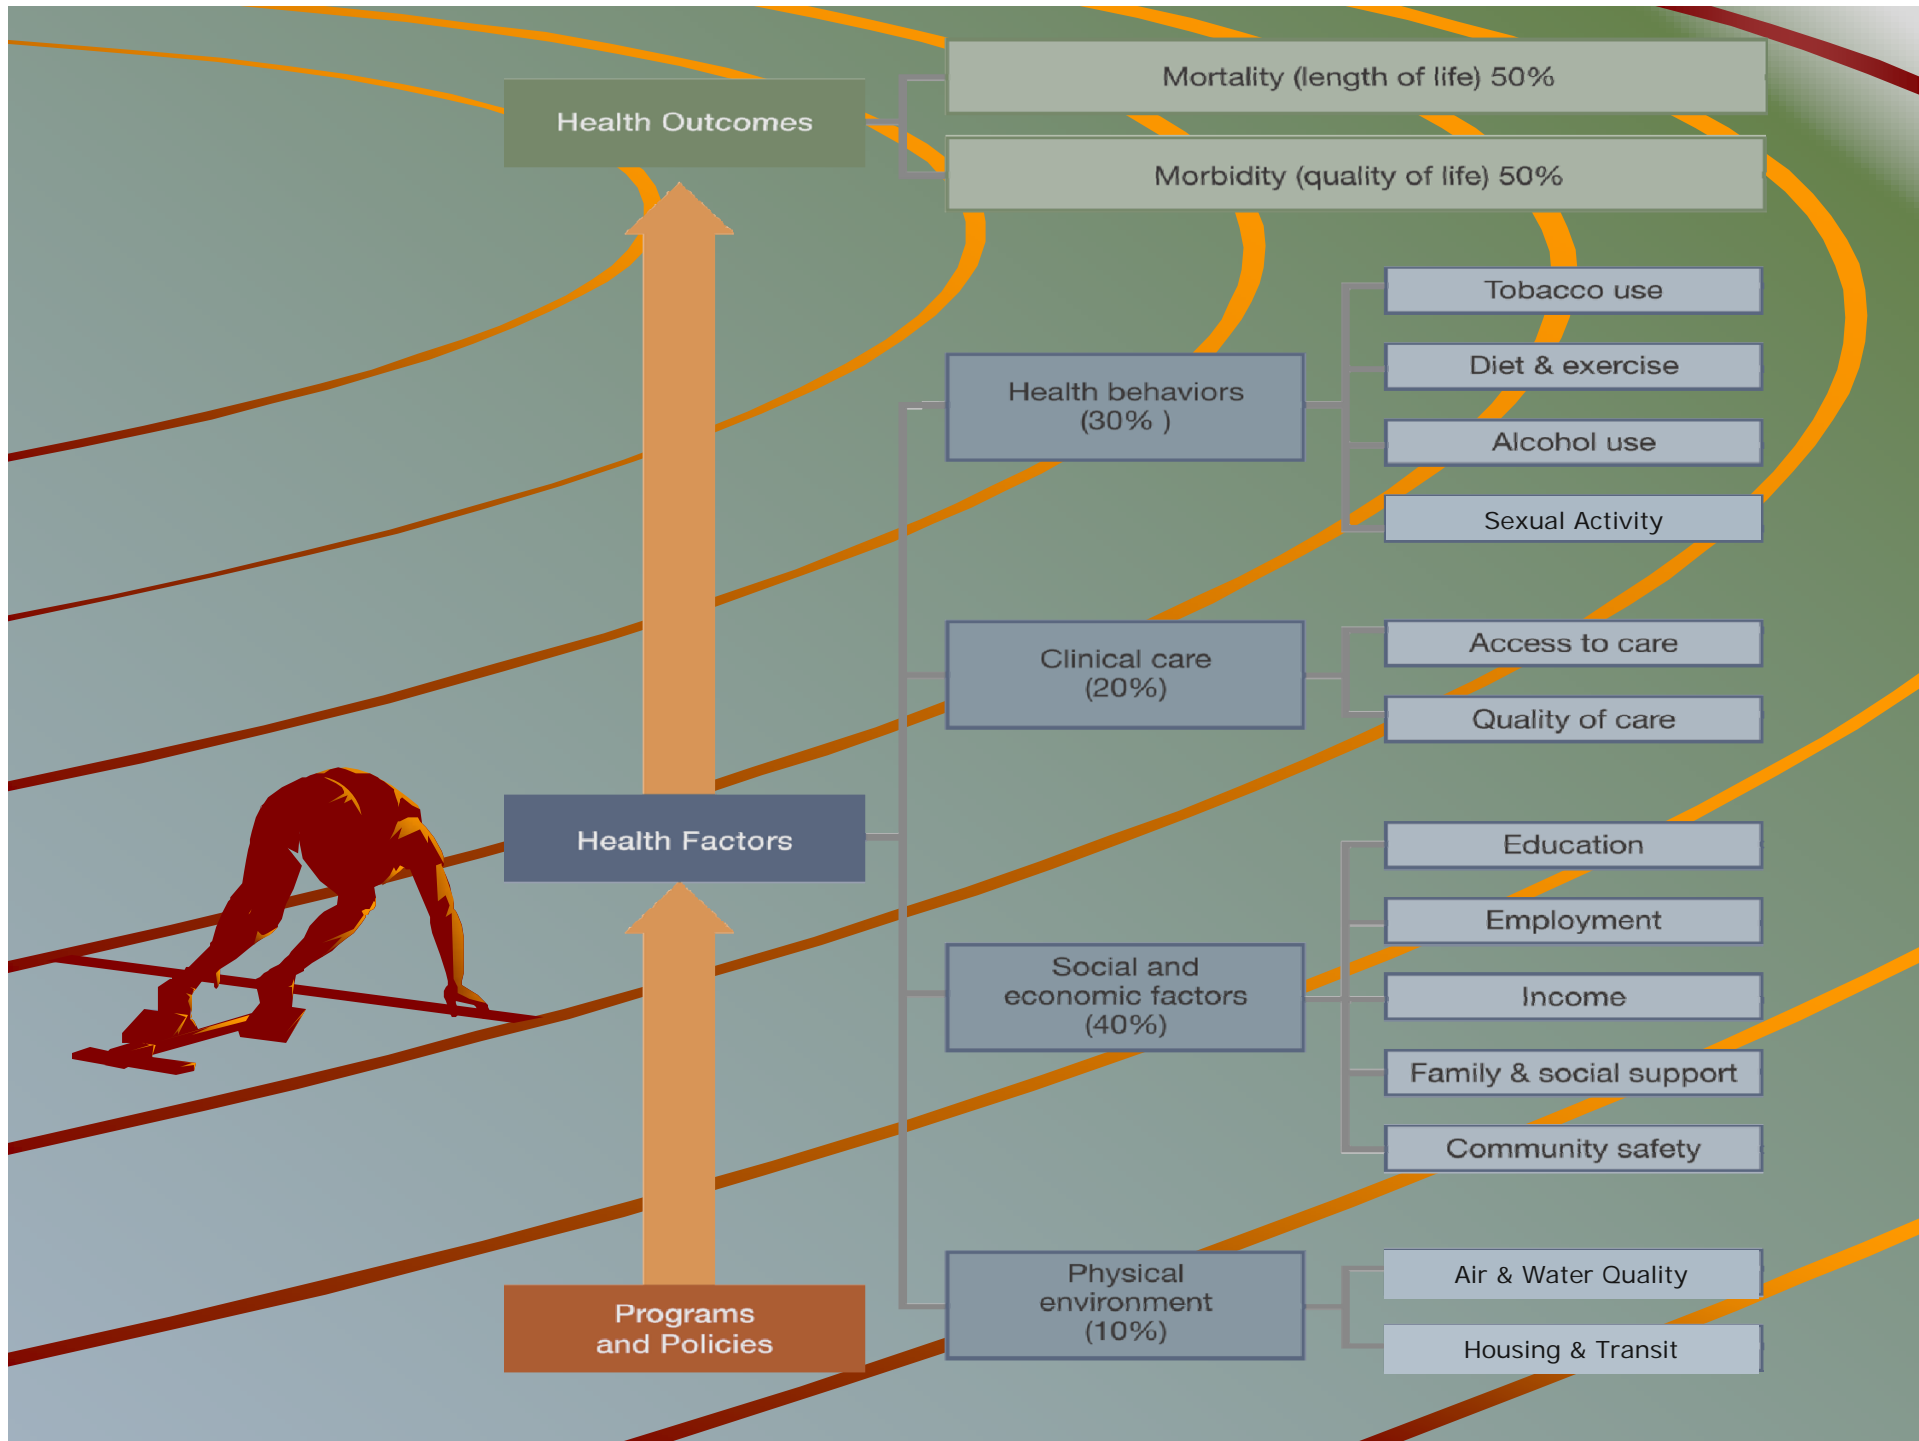 Health Outcomes
Mortality (length of life) 50%
Morbidity (quality of life) 50%
Health Factors
Health behaviors
(30% )
Tobacco use
Diet & exercise
Alcohol use
Sexual Activity
Clinical care
(20%)
Access to care
Quality of care
Social and
economic factors
(40%)
Education
Employment
Income
Family & social support
Community safety
Physical
environment
(10%)
Air & Water Quality
Housing & Transit
Programs
and Policies